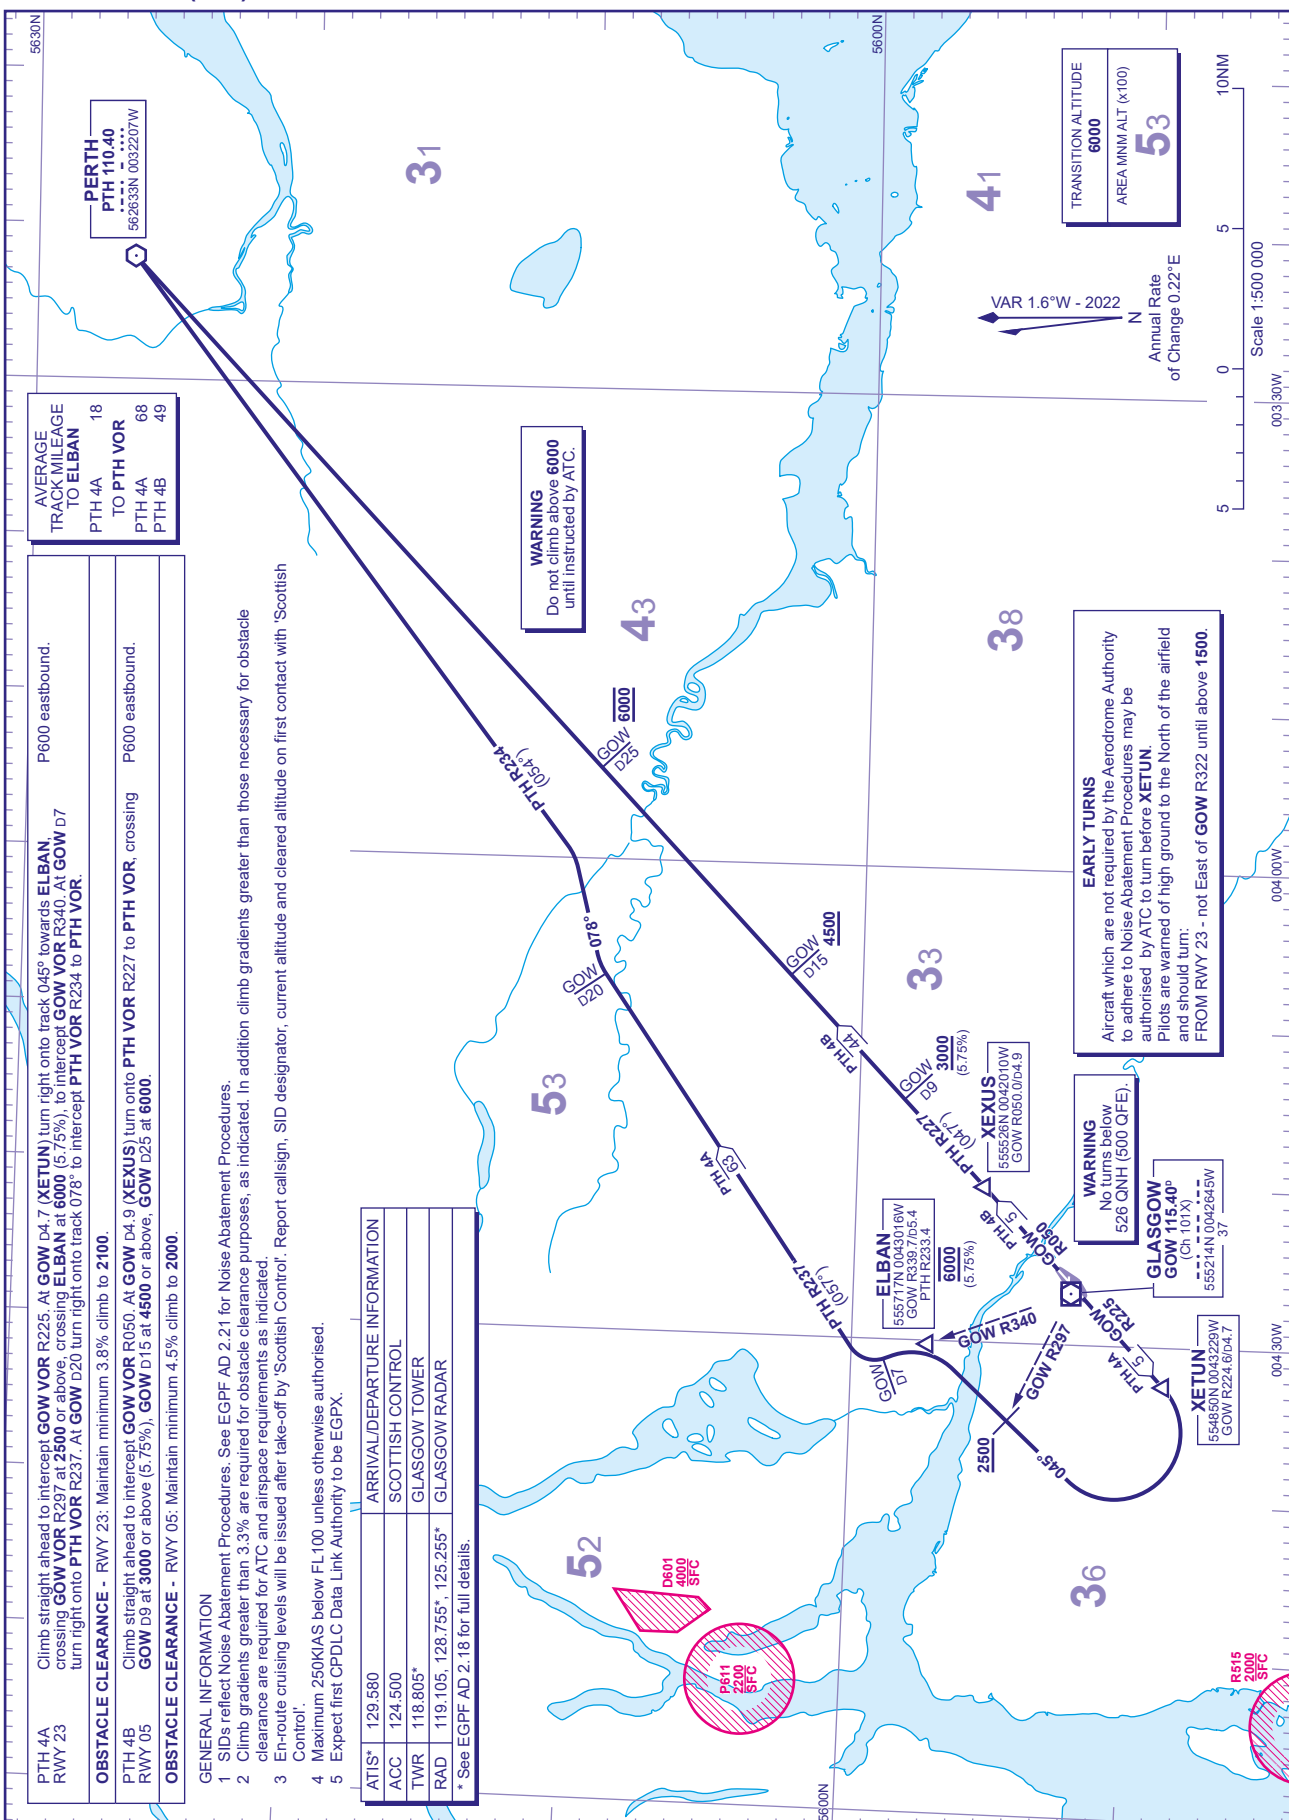 PTH 4A Climb straight ahead to intercept GOW VOR R225. At GOW D4.7 (XETUN) turn right onto track 045° towards ELBAN, P600 eastbound.
RWY 23 crossing GOW VOR R297 at 2500 or above, crossing ELBAN at 6000 (5.75%), to intercept GOW VOR R340. At GOW D7
turn right onto PTH VOR R237. At GOW D20 turn right onto track 078° to intercept PTH VOR R234 to PTH VOR.
OBSTACLE CLEARANCE - RWY 23: Maintain minimum 3.8% climb to 2100.
PTH 4B Climb straight ahead to intercept GOW VOR R050. At GOW D4.9 (XEXUS) turn onto PTH VOR R227 to PTH VOR, crossing P600 eastbound.
RWY 05 GOW D9 at 3000 or above (5.75%), GOW D15 at 4500 or above, GOW D25 at 6000.
OBSTACLE CLEARANCE - RWY 05: Maintain minimum 4.5% climb to 2000.
GENERAL INFORMATION
1 SIDs reflect Noise Abatement Procedures. See EGPF AD 2.21 for Noise Abatement Procedures.
2 Climb gradients greater than 3.3% are required for obstacle clearance purposes, as indicated. In addition climb gradients greater than those necessary for obstacle
clearance are required for ATC and airspace requirements as indicated.
3 En-route cruising levels will be issued after take-off by 'Scottish Control'. Report callsign, SID designator, current altitude and cleared altitude on first contact with 'Scottish
Control'.
4 Maximum 250KIAS below FL100 unless otherwise authorised.
5 Expect first CPDLC Data Link Authority to be EGPX.
ATIS* 129.580 ARRIVAL/DEPARTURE INFORMATION
ACC 124.500 SCOTTISH CONTROL
TWR 118.805* GLASGOW TOWER
RAD 119.105, 128.755*, 125.255* GLASGOW RADAR
* See EGPF AD 2.18 for full details.
AVERAGE
TRACK MILEAGE
TO ELBAN
PTH 4A 18
TO PTH VOR
PTH 4A 68
PTH 4B 49
5630N
PERTH
PTH 110.40
562633N 0032207W
31
WARNING
Do not climb above 6000
until instructed by ATC.
43
PTH R234
(054°)
GOW
D25
6000
078°
GOW
D20
53
GOW
D15
4500
PTH 4A
63
PTH 4B
44
33
GOW
D9
3000
(5.75%)
PTH R227
(047°)
PTH R237
(057°)
XEXUS
555526N 0042010W
GOW R050.0/D4.9
ELBAN
555717N 0043016W
GOW R339.7/D5.4
PTH R233.4
6000
(5.75%)
PTH 4B
5
GOW
R050
GOW
D7
GOW R340
GOW R297
2500
045°
GOW
R225
PTH 4A
5
WARNING
No turns below
526 QNH (500 QFE).
GLASGOW
GOW 115.40ᴰ
(Ch 101X)
555214N 0042645W
37
XETUN
554850N 0043229W
GOW R224.6/D4.7
52
D601
4000
SFC
P611
2200
SFC
36
R515
2000
SFC
38
EARLY TURNS
Aircraft which are not required by the Aerodrome Authority
to adhere to Noise Abatement Procedures may be
authorised by ATC to turn before XETUN.
Pilots are warned of high ground to the North of the airfield
and should turn:
FROM RWY 23 - not East of GOW R322 until above 1500.
5600N
5600N
41
TRANSITION ALTITUDE
6000
AREA MNM ALT (x100)
53
VAR 1.6°W - 2022
N
Annual Rate
of Change 0.22°E
5 0 5 10NM
Scale 1:500 000
00430W
00400W
00330W